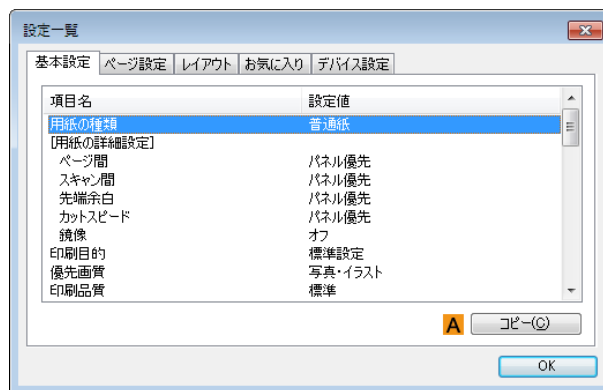 設定一覧
基本設定 ページ設定 レイアウト お気に入り デバイス設定
項目名 設定値
用紙の種類 普通紙
[用紙の詳細設定]
ページ間 パネル優先
スキャン間 パネル優先
先端余白 パネル優先
カットスピード パネル優先
鏡像 オフ
印刷目的 標準設定
優先画質 写真・イラスト
印刷品質 標準
A コピー(C)
OK